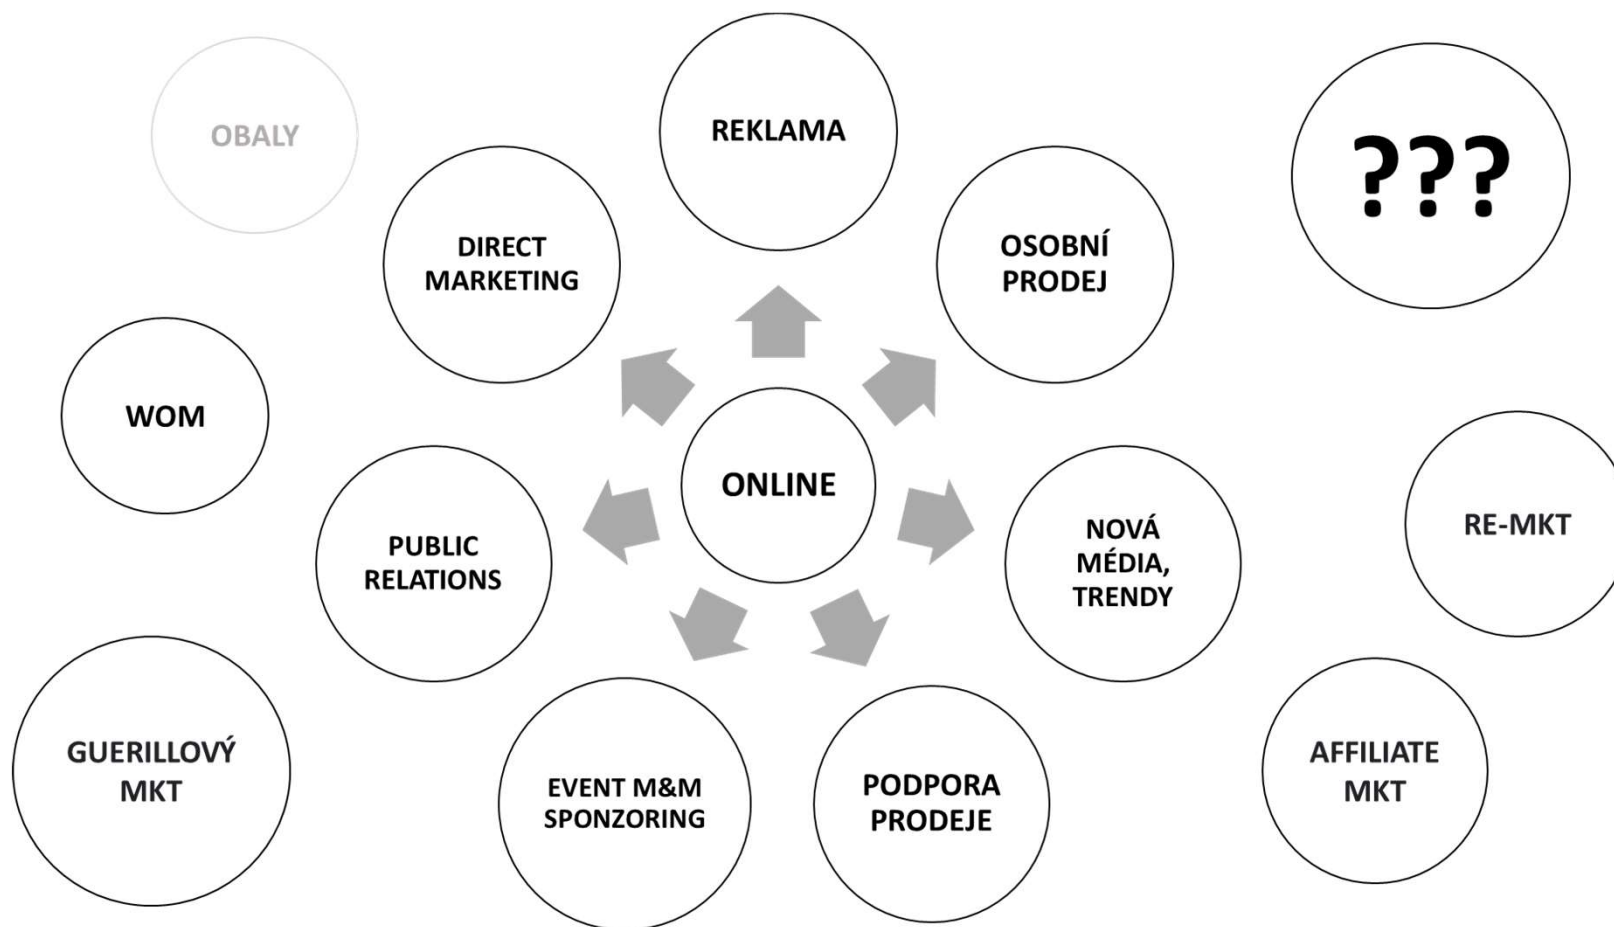 OBALY
REKLAMA
???
DIRECT
MARKETING
OSOBNÍ
PRODEJ
WOM
ONLINE
PUBLIC
RELATIONS
NOVÁ
MÉDIA,
TRENDY
RE-MKT
GUERILLOVÝ
MKT
EVENT M&M
SPONZORING
PODPORA
PRODEJE
AFFILIATE
MKT